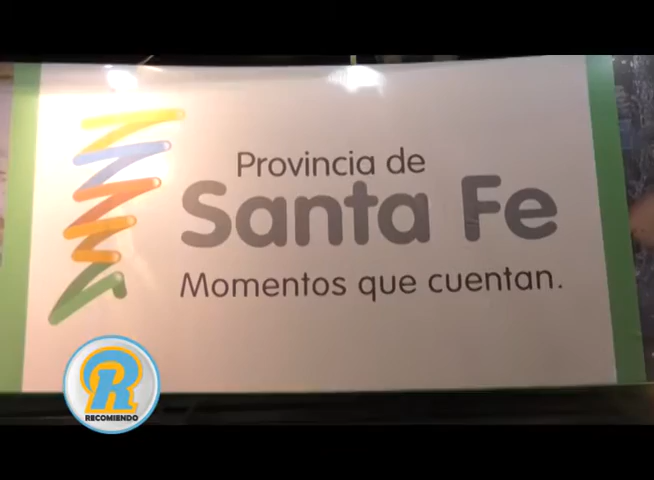 Provincia de
Santa Fe
Momentos que cuentan.
R
RECOMIENDO